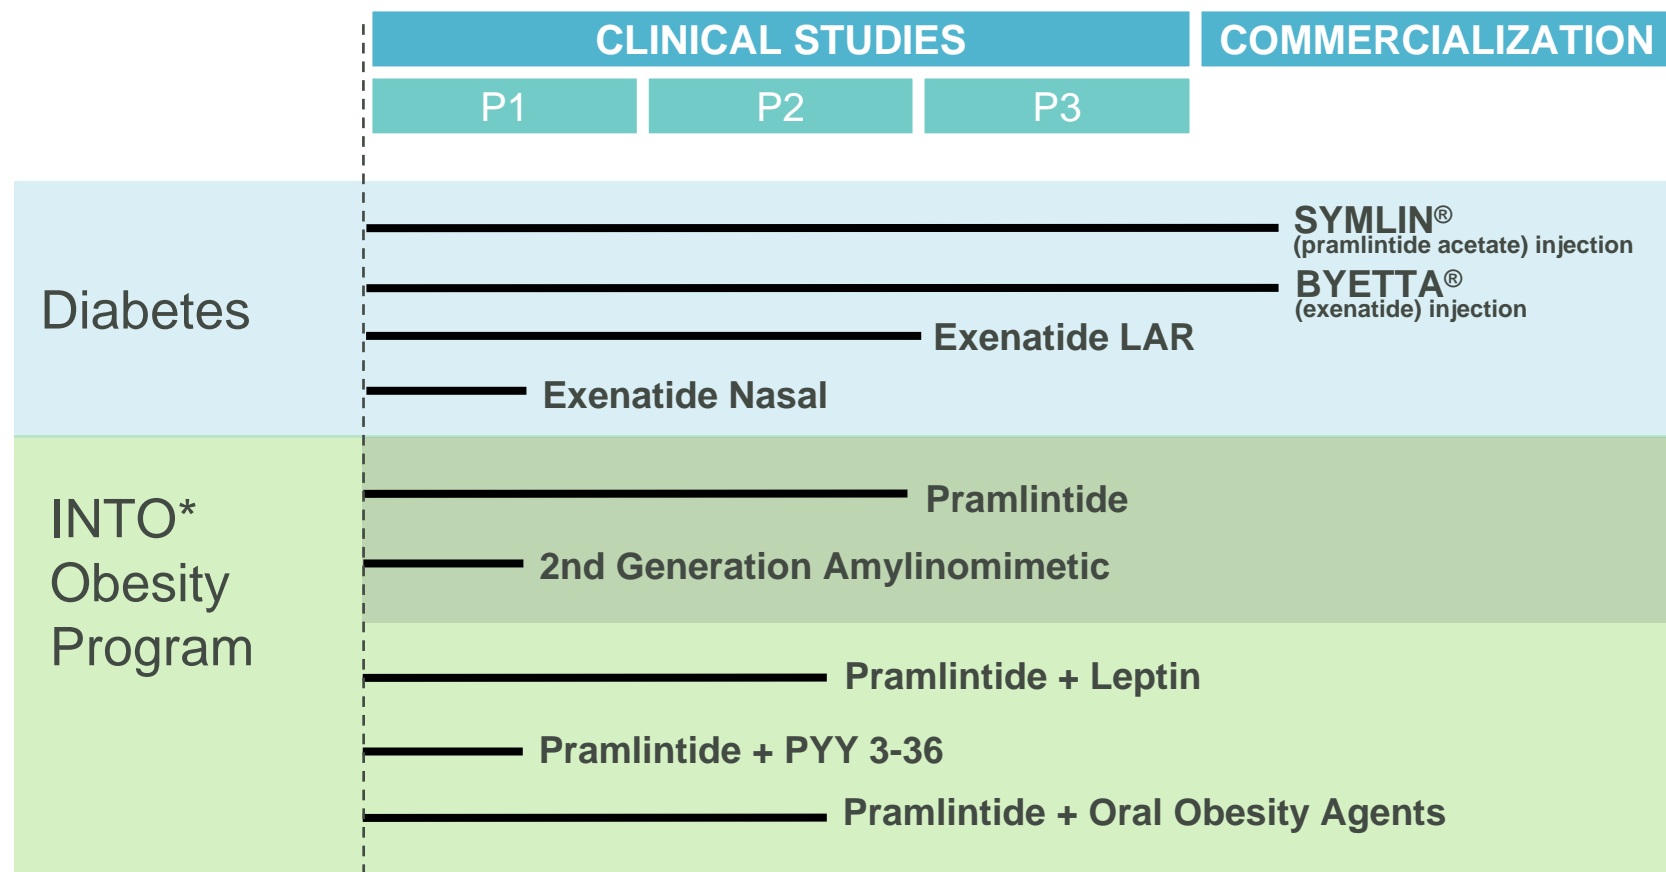 CLINICAL STUDIES
COMMERCIALIZATION
P1
P2
P3
Diabetes
SYMLIN®
(pramlintide acetate) injection
BYETTA®
(exenatide) injection
Exenatide LAR
Exenatide Nasal
INTO*
Obesity
Program
Pramlintide
2nd Generation Amylinomimetic
Pramlintide + Leptin
Pramlintide + PYY 3-36
Pramlintide + Oral Obesity Agents